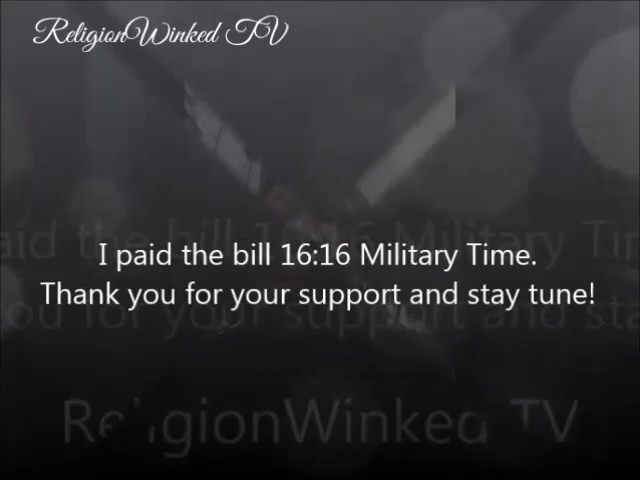 ReligionWinked TV
I paid the bill 16:16 Military Time.
Thank you for your support and stay tune!
ReligionWinked TV